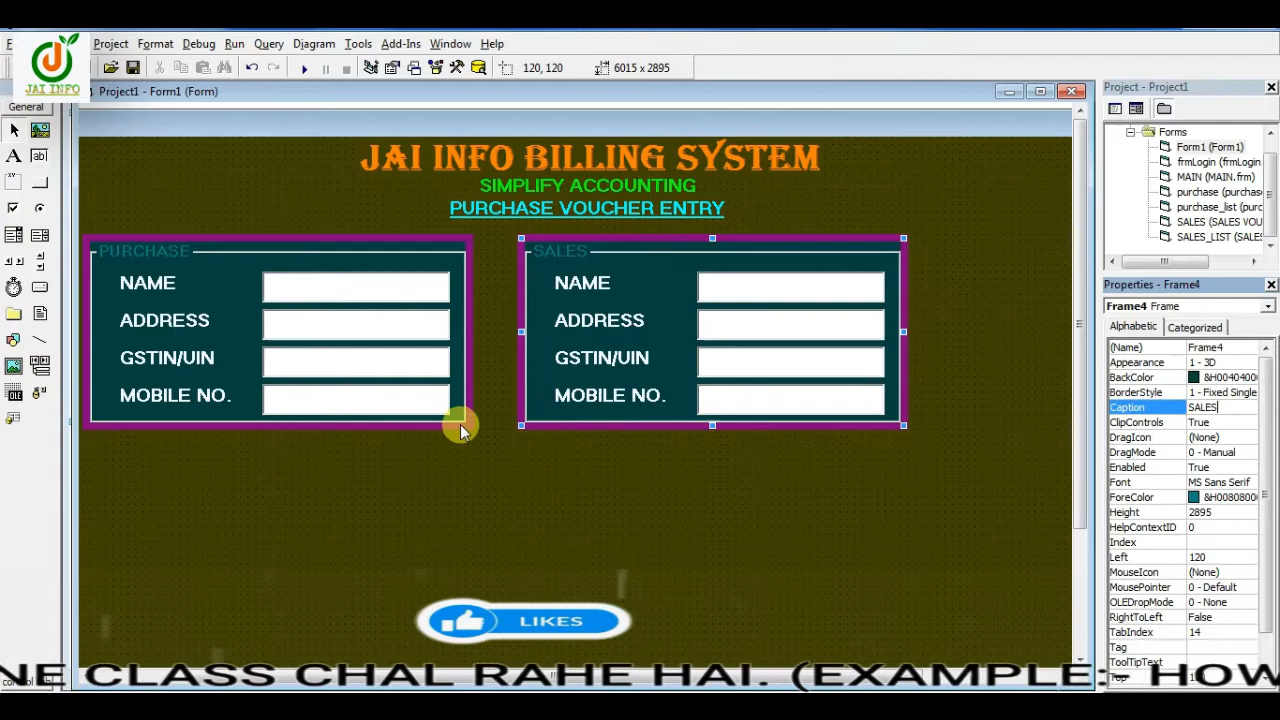 Project Format Debug Run Query Diagram Tools Add-Ins Window Help
JAI INFO
120, 120 6015 x 2895
Project1 - Form1 (Form)
General
JAI INFO BILLING SYSTEM
SIMPLIFY ACCOUNTING
PURCHASE VOUCHER ENTRY
PURCHASE
NAME
ADDRESS
GSTIN/UIN
MOBILE NO.
SALES
NAME
ADDRESS
GSTIN/UIN
MOBILE NO.
LIKES
NE CLASS CHAL RAHE HAI. (EXAMPLE:- HOW
Project - Project1
Forms
Form1 (Form1)
frmLogin (frmLogin
MAIN (MAIN.frm)
purchase (purchase
purchase_list (purc
SALES (SALES VOU
SALES_LIST (SALES
Properties - Frame4
Frame4 Frame
Alphabetic Categorized
(Name) Frame4
Appearance 1 - 3D
BackColor &H0040400
BorderStyle 1 - Fixed Single
Caption SALES
ClipControls True
DragIcon (None)
DragMode 0 - Manual
Enabled True
Font MS Sans Serif
ForeColor &H0080800
Height 2895
HelpContextID 0
Index
Left 120
MouseIcon (None)
MousePointer 0 - Default
OLEDropMode 0 - None
RightToLeft False
TabIndex 14
Tag
ToolTipText